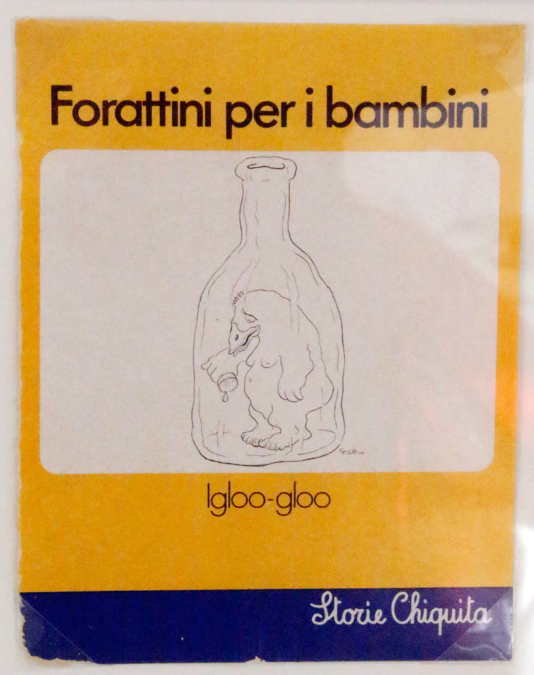 Forattini per i bambini
Igloo-gloo
Storie Chiquita